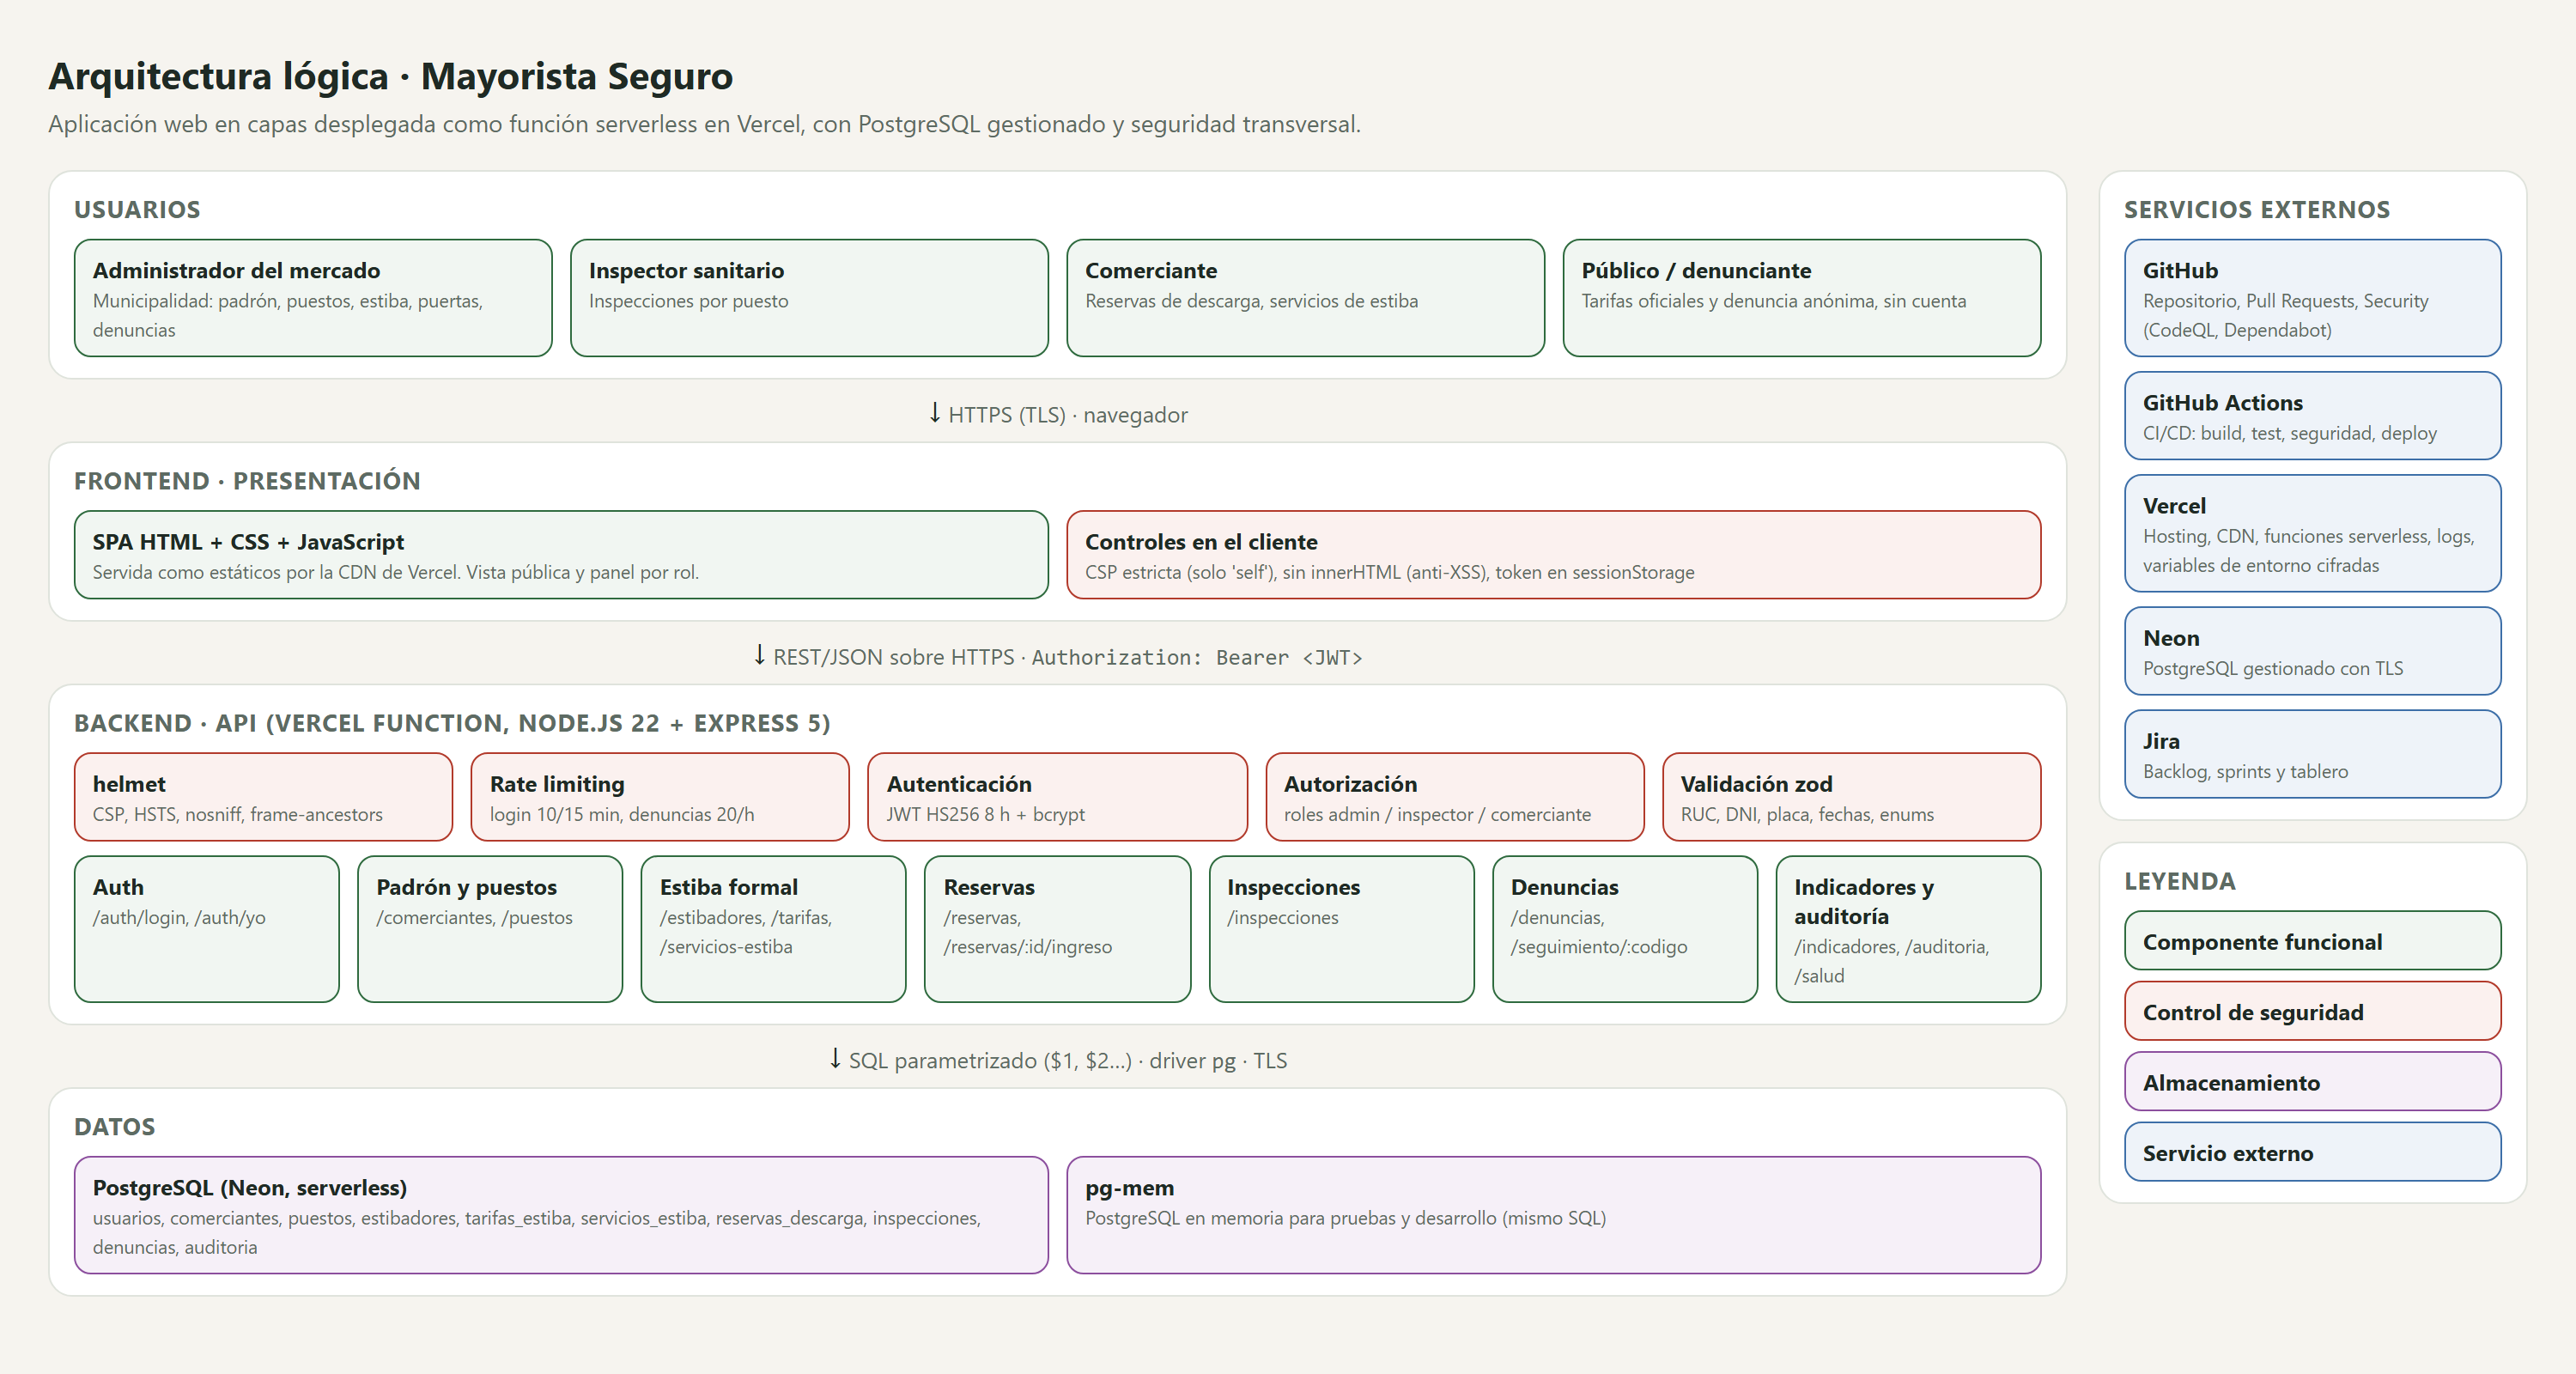 Arquitectura lógica · Mayorista Seguro
Aplicación web en capas desplegada como función serverless en Vercel, con PostgreSQL gestionado y seguridad transversal.
USUARIOS
Administrador del mercado
Municipalidad: padrón, puestos, estiba, puertas,
denuncias
Inspector sanitario
Inspecciones por puesto
Comerciante
Reservas de descarga, servicios de estiba
Público / denunciante
Tarifas oficiales y denuncia anónima, sin cuenta
↓ HTTPS (TLS) · navegador
FRONTEND · PRESENTACIÓN
SPA HTML + CSS + JavaScript
Servida como estáticos por la CDN de Vercel. Vista pública y panel por rol.
Controles en el cliente
CSP estricta (solo 'self'), sin innerHTML (anti-XSS), token en sessionStorage
↓ REST/JSON sobre HTTPS · Authorization: Bearer <JWT>
BACKEND · API (VERCEL FUNCTION, NODE.JS 22 + EXPRESS 5)
helmet
CSP, HSTS, nosniff, frame-ancestors
Rate limiting
login 10/15 min, denuncias 20/h
Autenticación
JWT HS256 8 h + bcrypt
Autorización
roles admin / inspector / comerciante
Validación zod
RUC, DNI, placa, fechas, enums
Auth
/auth/login, /auth/yo
Padrón y puestos
/comerciantes, /puestos
Estiba formal
/estibadores, /tarifas,
/servicios-estiba
Reservas
/reservas,
/reservas/:id/ingreso
Inspecciones
/inspecciones
Denuncias
/denuncias,
/seguimiento/:codigo
Indicadores y
auditoría
/indicadores, /auditoria,
/salud
↓ SQL parametrizado ($1, $2...) · driver pg · TLS
DATOS
PostgreSQL (Neon, serverless)
usuarios, comerciantes, puestos, estibadores, tarifas_estiba, servicios_estiba, reservas_descarga, inspecciones,
denuncias, auditoria
pg-mem
PostgreSQL en memoria para pruebas y desarrollo (mismo SQL)
SERVICIOS EXTERNOS
GitHub
Repositorio, Pull Requests, Security
(CodeQL, Dependabot)
GitHub Actions
CI/CD: build, test, seguridad, deploy
Vercel
Hosting, CDN, funciones serverless, logs,
variables de entorno cifradas
Neon
PostgreSQL gestionado con TLS
Jira
Backlog, sprints y tablero
LEYENDA
Componente funcional
Control de seguridad
Almacenamiento
Servicio externo